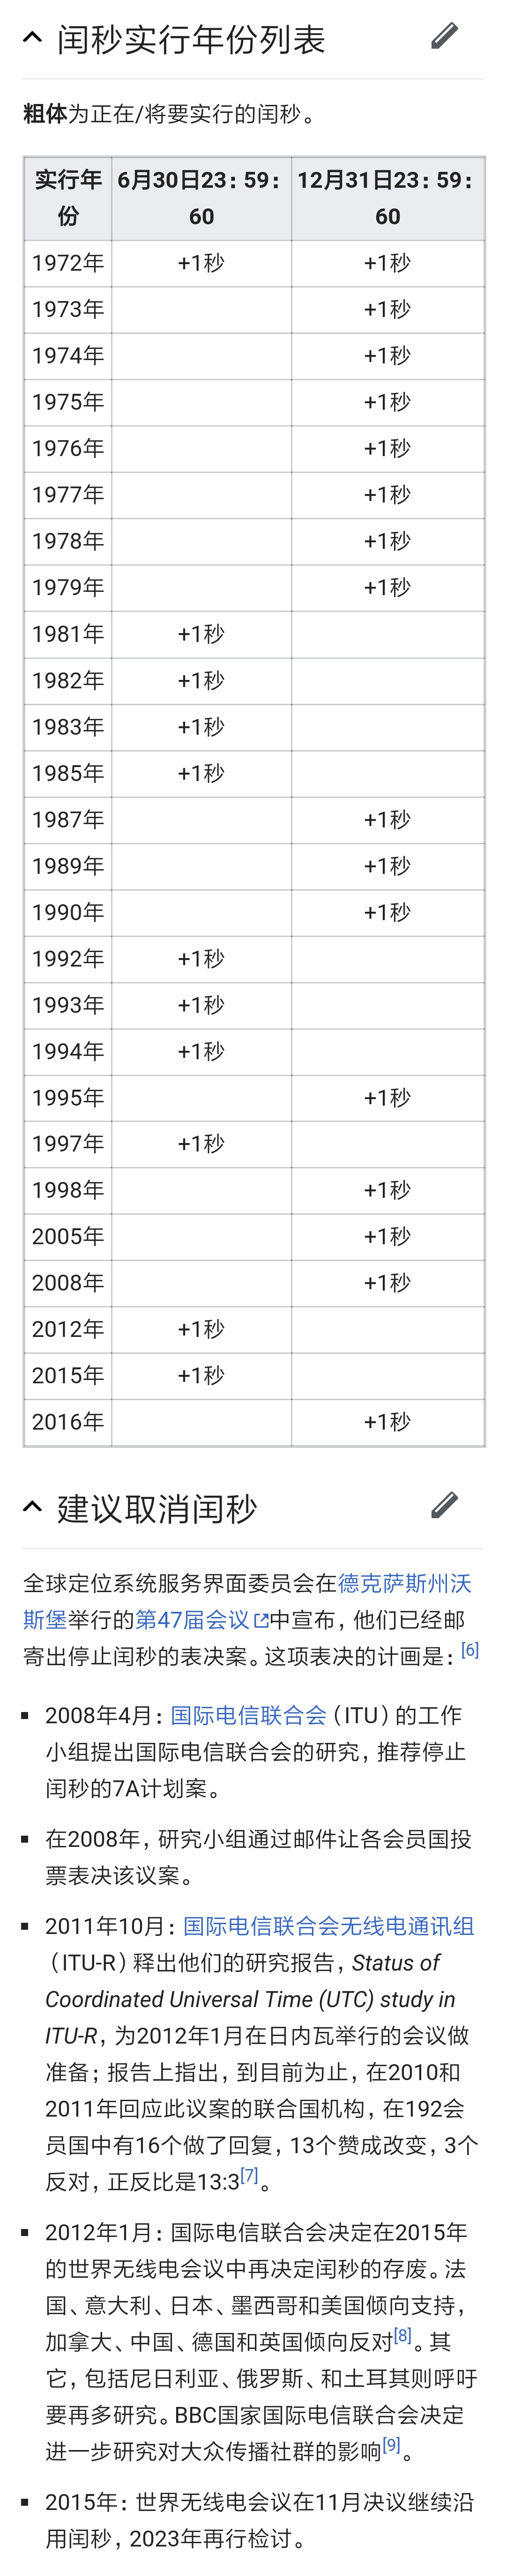 闰秒实行年份列表
粗体为正在/将要实行的闰秒。
实行年份 6月30日23：59：60 12月31日23：59：60
1972年 +1秒 +1秒
1973年 +1秒
1974年 +1秒
1975年 +1秒
1976年 +1秒
1977年 +1秒
1978年 +1秒
1979年 +1秒
1981年 +1秒
1982年 +1秒
1983年 +1秒
1985年 +1秒
1987年 +1秒
1989年 +1秒
1990年 +1秒
1992年 +1秒
1993年 +1秒
1994年 +1秒
1995年 +1秒
1997年 +1秒
1998年 +1秒
2005年 +1秒
2008年 +1秒
2012年 +1秒
2015年 +1秒
2016年 +1秒
建议取消闰秒
全球定位系统服务界面委员会在德克萨斯州沃
斯堡举行的第47届会议中宣布，他们已经邮
寄出停止闰秒的表决案。这项表决的计画是：[6]
2008年4月：国际电信联合会（ITU）的工作
小组提出国际电信联合会的研究，推荐停止
闰秒的7A计划案。
在2008年，研究小组通过邮件让各会员国投
票表决该议案。
2011年10月：国际电信联合会无线电通讯组
（ITU-R）释出他们的研究报告，Status of
Coordinated Universal Time (UTC) study in
ITU-R，为2012年1月在日内瓦举行的会议做
准备；报告上指出，到目前为止，在2010和
2011年回应此议案的联合国机构，在192会
员国中有16个做了回复，13个赞成改变，3个
反对，正反比是13:3[7]。
2012年1月：国际电信联合会决定在2015年
的世界无线电会议中再决定闰秒的存废。法
国、意大利、日本、墨西哥和美国倾向支持，
加拿大、中国、德国和英国倾向反对[8]。其
它，包括尼日利亚、俄罗斯、和土耳其则呼吁
要再多研究。BBC国家国际电信联合会决定
进一步研究对大众传播社群的影响[9]。
2015年：世界无线电会议在11月决议继续沿
用闰秒，2023年再行检讨。